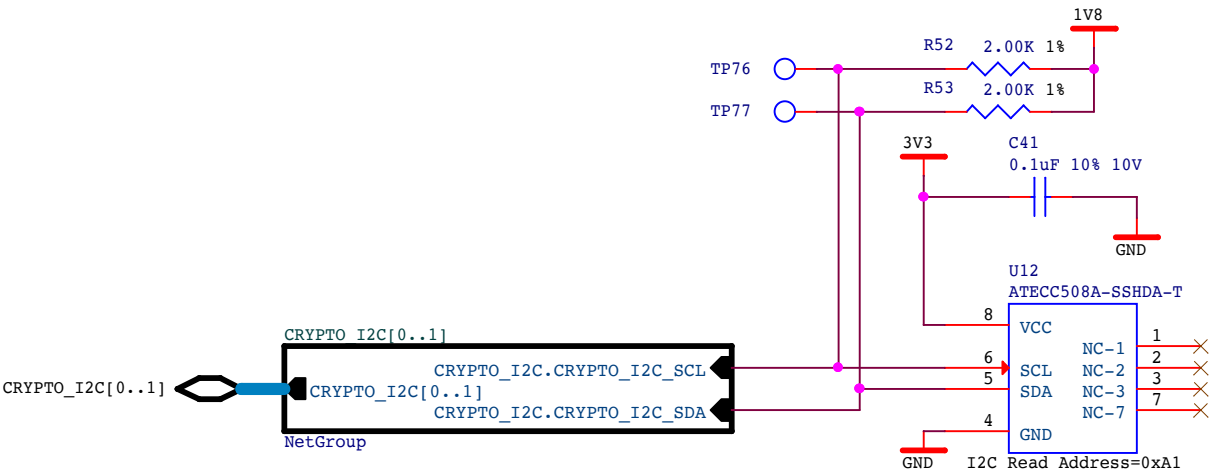 1V8
R52 2.00K 1%
TP76
R53 2.00K 1%
TP77
3V3
C41
0.1uF 10% 10V
GND
U12
ATECC508A-SSHDA-T
8 VCC
NC-1 1
6 SCL
NC-2 2
5 SDA
NC-3 3
NC-7 7
4 GND
GND
I2C Read Address=0xA1
CRYPTO_I2C[0..1]
CRYPTO_I2C.CRYPTO_I2C_SCL
CRYPTO_I2C[0..1]
CRYPTO_I2C[0..1]
CRYPTO_I2C.CRYPTO_I2C_SDA
NetGroup